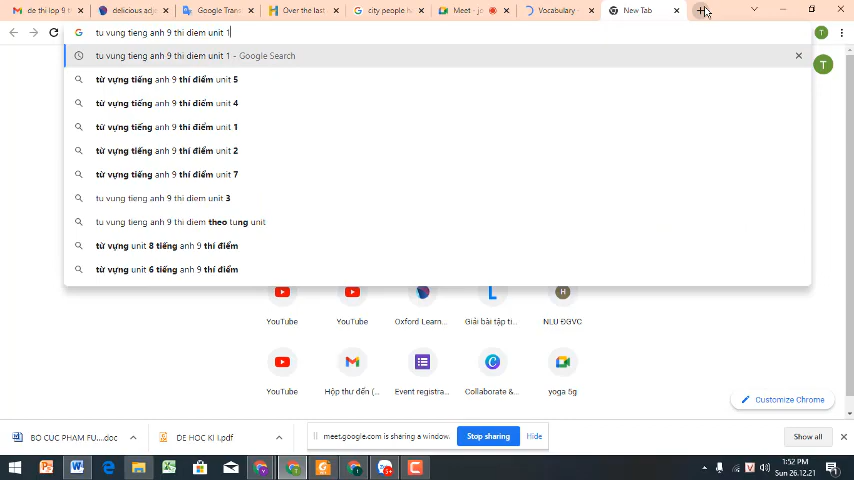 de thi lop 9 t
delicious adj
Google Tran
Over the last
city people h
Meet - jo
Vocabulary -
New Tab
tu vung tieng anh 9 thi diem unit 1
tu vung tieng anh 9 thi diem unit 1 - Google Search
từ vựng tiếng anh 9 thí điểm unit 5
từ vựng tiếng anh 9 thí điểm unit 4
từ vựng tiếng anh 9 thí điểm unit 1
từ vựng tiếng anh 9 thí điểm unit 2
từ vựng tiếng anh 9 thí điểm unit 7
tu vung tieng anh 9 thi diem unit 3
tu vung tieng anh 9 thi diem theo tung unit
từ vựng unit 8 tiếng anh 9 thí điểm
từ vựng unit 6 tiếng anh 9 thí điểm
T
T
H
YouTube
YouTube
Oxford Learn...
Giải bài tập ti...
NLU ĐGVC
YouTube
Hộp thư đến (...
Event registra...
Collaborate &...
yoga 5g
Customize Chrome
BO CUC PHAM FU....doc
DE HOC KI I.pdf
meet.google.com is sharing a window.
Stop sharing
Hide
Show all
1:52 PM
Sun 26.12.21